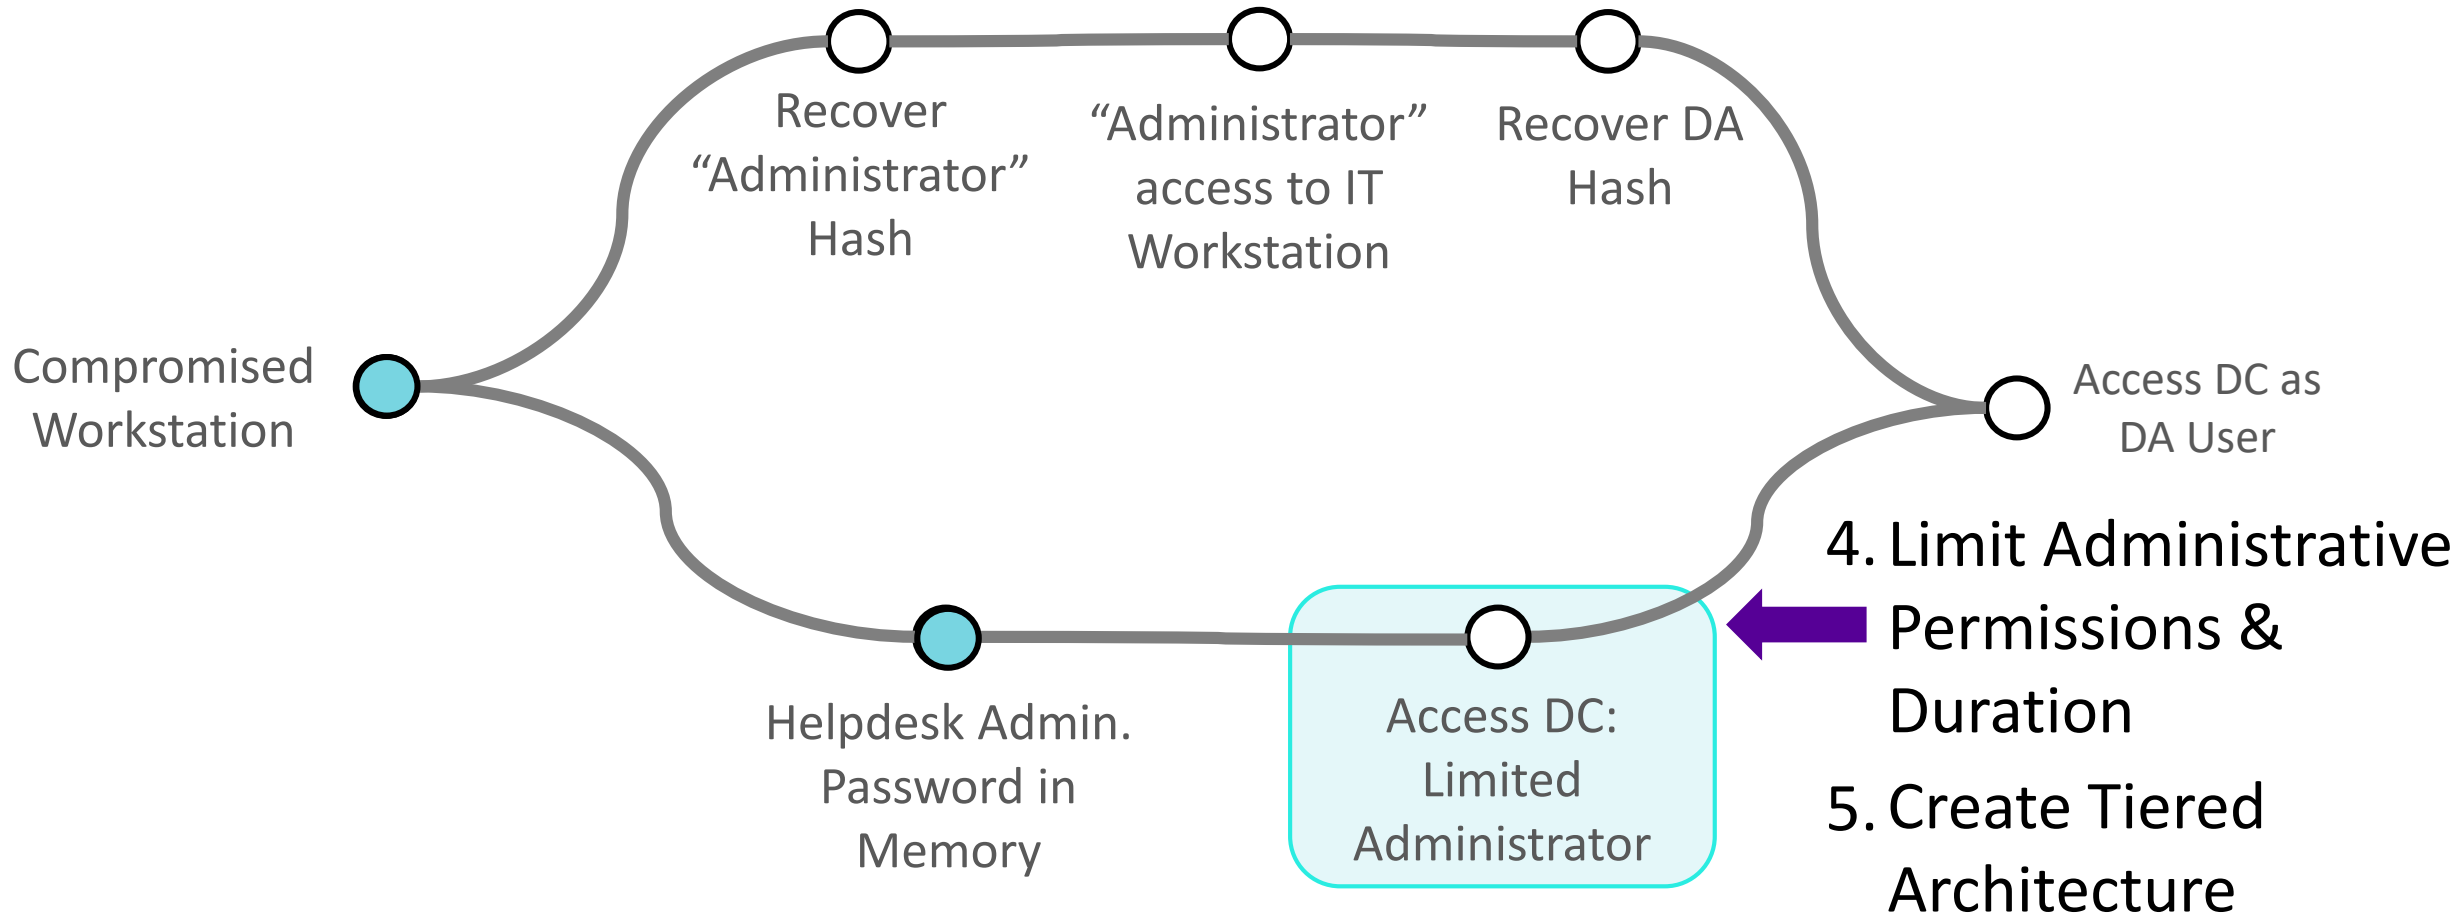 Recover
“Administrator”
Hash
“Administrator”
access to IT
Workstation
Recover DA
Hash
Compromised
Workstation
Access DC as
DA User
Helpdesk Admin.
Password in
Memory
Access DC:
Limited
Administrator
4. Limit Administrative
Permissions &
Duration
5. Create Tiered
Architecture